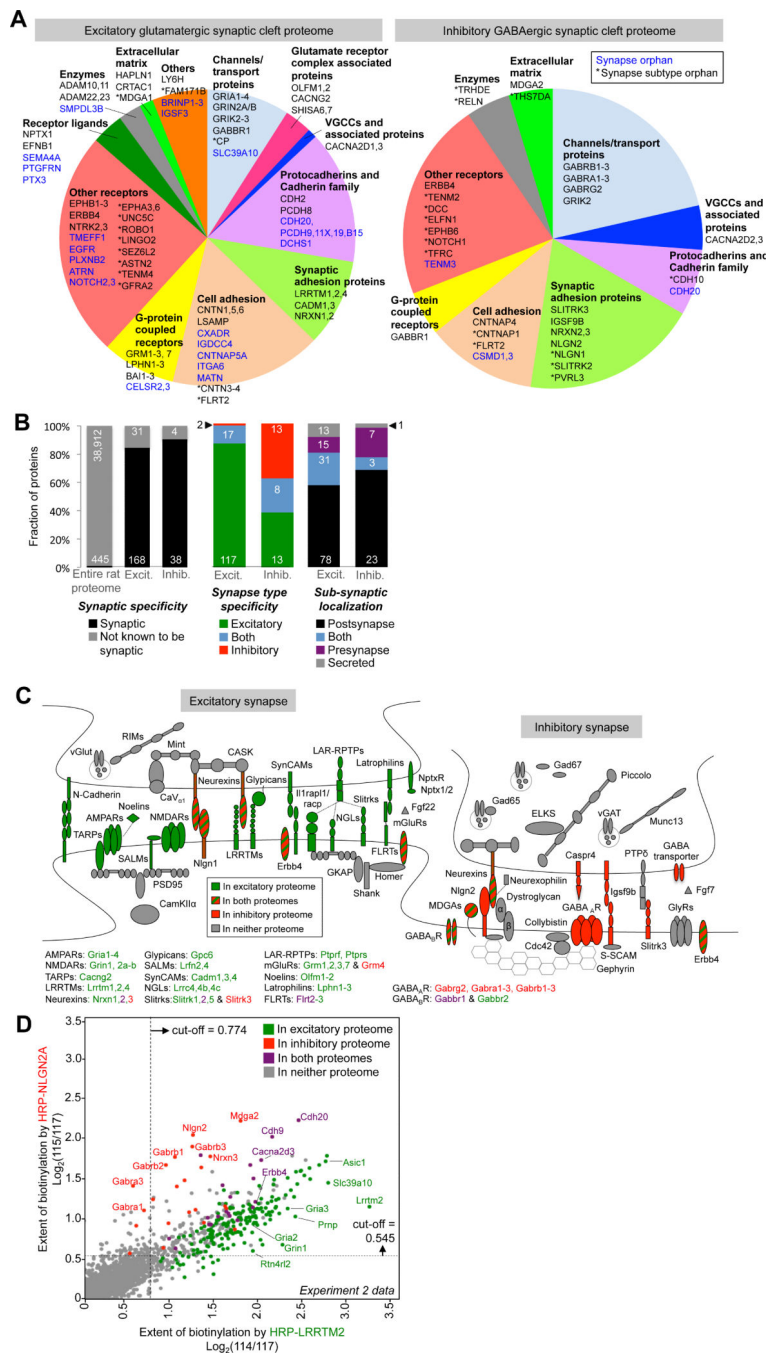 A
Excitatory glutamatergic synaptic cleft proteome
Inhibitory GABAergic synaptic cleft proteome
Synapse orphan
*Synapse subtype orphan
Enzymes
ADAM10,11
ADAM22,23
SMPDL3B
Extracellular
matrix
HAPLN1
CRTAC1
*MDGA1
Others
LY6H
*FAM171B
BRINP1-3
IGSF3
Channels/
transport proteins
GRIA1-4
GRIN2A/B
GRIK2-3
GABBR1
*CP
SLC39A10
Glutamate receptor
complex associated
proteins
OLFM1,2
CACNG2
SHISA6,7
VGCCs and
associated proteins
CACNA2D1,3
Receptor ligands
NPTX1
EFNB1
SEMA4A
PTGFRN
PTX3
Other receptors
EPHB1-3
ERBB4
NTRK2,3
TMEFF1
EGFR
PLXNB2
ATRN
NOTCH2,3
*EPHA3,6
*UNC5C
*ROBO1
*LINGO2
*SEZ6L2
*ASTN2
*TENM4
*GFRA2
Protocadherins and
Cadherin family
CDH2
PCDH8
CDH20,
PCDH9,11X,19,B15
DCHS1
Synaptic
adhesion proteins
LRRTM1,2,4
CADM1,3
NRXN1,2
Cell adhesion
CNTN1,5,6
LSAMP
CXADR
IGDCC4
CNTNAP5A
ITGA6
MATN
*CNTN3-4
*FLRT2
G-protein
coupled
receptors
GRM1-3, 7
LPHN1-3
BAI1-3
CELSR2,3
Enzymes
*TRHDE
*RELN
Extracellular
matrix
MDGA2
*THS7DA
Channels/transport
proteins
GABRB1-3
GABRA1-3
GABRG2
GRIK2
Other receptors
ERBB4
*TENM2
*DCC
*ELFN1
*EPHB6
*NOTCH1
*TFRC
TENM3
VGCCs and
associated proteins
CACNA2D2,3
Protocadherins
and Cadherin family
*CDH10
CDH20
Synaptic
adhesion proteins
SLITRK3
IGSF9B
NRXN2,3
NLGN2
*NLGN1
*SLITRK2
*PVRL3
Cell adhesion
CNTNAP4
*CNTNAP1
*FLRT2
CSMD1,3
G-protein
coupled
receptors
GABBR1
B
Fraction of proteins
100%
80%
60%
40%
20%
0%
38,912
445
31
168
4
38
2
17
117
13
8
13
13
15
31
78
1
7
3
23
Entire rat
proteome
Excit.
Inhib.
Excit.
Inhib.
Excit.
Inhib.
Synaptic specificity
Synaptic
Not known to be
synaptic
Synapse type
specificity
Excitatory
Both
Inhibitory
Sub-synaptic
localization
Postsynapse
Both
Presynapse
Secreted
C
Excitatory synapse
Inhibitory synapse
vGlut
RIMs
Mint
CASK
CaVα1
N-Cadherin
Noelins
AMPARs
TARPs
NMDARs
SALMs
PSD95
CamKIIα
Neurexins
Nlgn1
Glypicans
LRRTMs
SynCAMs
Erbb4
LAR-RPTPs
Il1rapl1/
racp
Slitrks
NGLs
GKAP
Shank
Homer
Latrophilins
NptxR
Nptx1/2
Fgf22
mGluRs
FLRTs
In excitatory proteome
In both proteomes
In inhibitory proteome
In neither proteome
Gad67
Gad65
Piccolo
ELKS
vGAT
Munc13
Neurexins
Nlgn2
MDGAs
Neurexophilin
Dystroglycan
α
β
GABABR
Caspr4
GABAAR
Collybistin
Cdc42
Gephyrin
S-SCAM
Igsf9b
PTPδ
Slitrk3
GABA
transporter
Fgf7
GlyRs
Erbb4
AMPARs: Gria1-4
NMDARs: Grin1, 2a-b
TARPs: Cacng2
LRRTMs: Lrrtm1,2,4
Neurexins: Nrxn1,2,3
Glypicans: Gpc6
SALMs: Lrfn2,4
SynCAMs: Cadm1,3,4
NGLs: Lrrc4,4b,4c
Slitrks:Slitrk1,2,5 & Slitrk3
LAR-RPTPs: Ptprf, Ptprs
mGluRs: Grm1,2,3,7 & Grm4
Noelins: Olfm1-2
Latrophilins: Lphn1-3
FLRTs: Flrt2-3
GABAAR: Gabrg2, Gabra1-3, Gabrb1-3
GABABR: Gabbr1 & Gabbr2
D
Extent of biotinylation by HRP-NLGN2A
Log2(115/117)
3.5
3.0
2.5
2.0
1.5
1.0
0.5
0
cut-off = 0.774
In excitatory proteome
In inhibitory proteome
In both proteomes
In neither proteome
Mdga2
Cdh20
Nlgn2
Cdh9
Gabrb3
Gabrb1
Nrxn3
Gabrb2
Cacna2d3
Asic1
Gabra3
Erbb4
Slc39a10
Lrrtm2
Gabra1
Gria3
Prnp
cut-off =
0.545
Gria2
Grin1
Rtn4rl2
Experiment 2 data
0 0.5 1.0 1.5 2.0 2.5 3.0 3.5
Extent of biotinylation by HRP-LRRTM2
Log2(114/117)